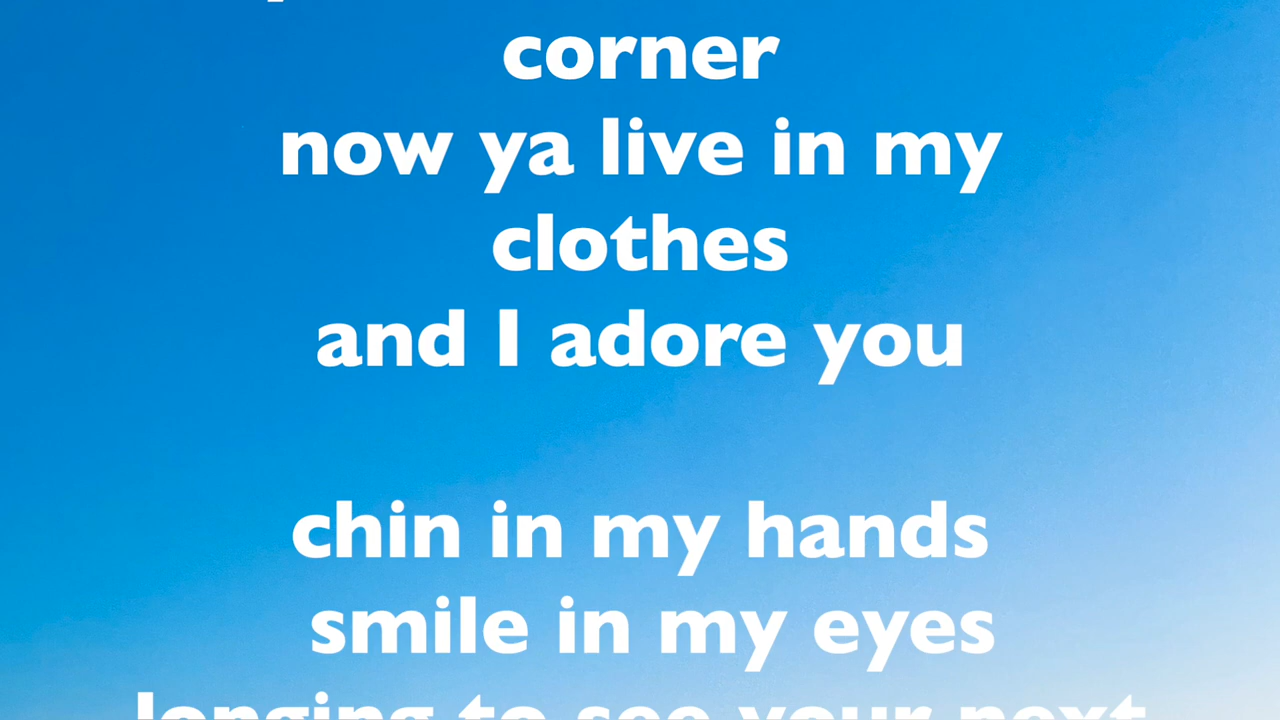 corner
now ya live in my
clothes
and I adore you
chin in my hands
smile in my eyes
longing to see your next